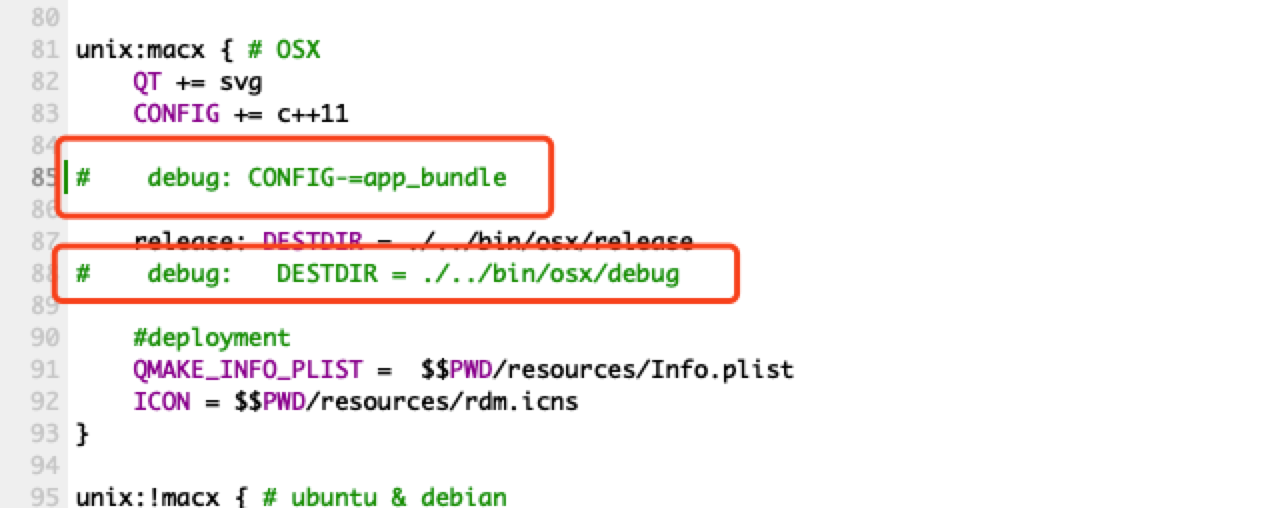 80
81 unix:macx { # OSX
82     QT += svg
83     CONFIG += c++11
84
85 #    debug: CONFIG-=app_bundle
86
87     release: DESTDIR = ./../bin/osx/release
88 #    debug:   DESTDIR = ./../bin/osx/debug
89
90     #deployment
91     QMAKE_INFO_PLIST =  $$PWD/resources/Info.plist
92     ICON = $$PWD/resources/rdm.icns
93 }
94
95 unix:!macx { # ubuntu & debian